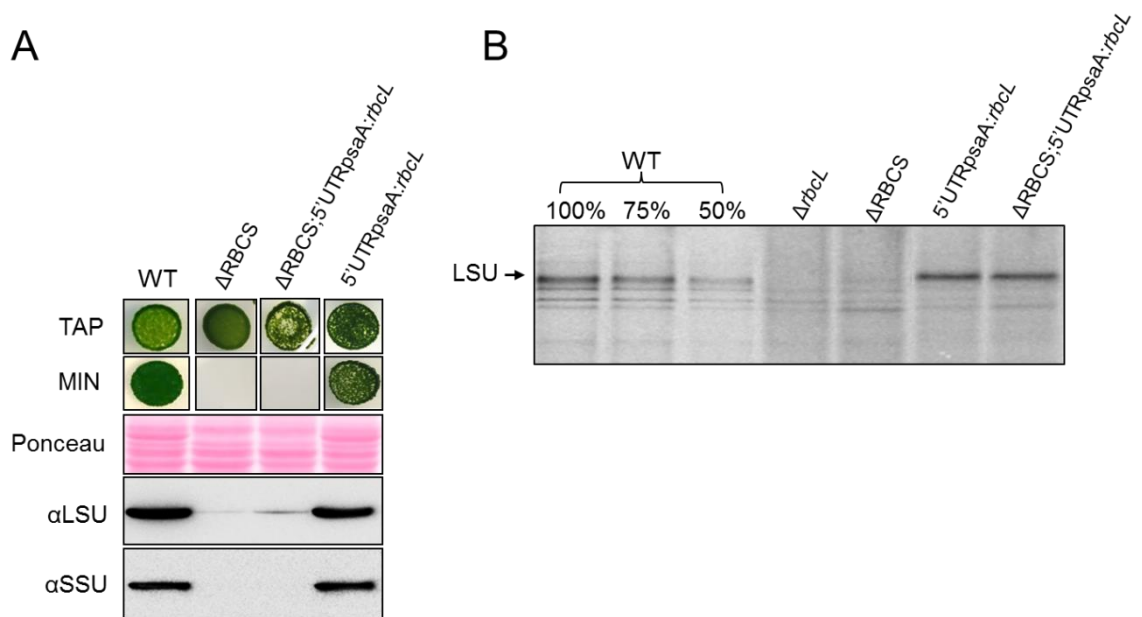 A
WT
ΔRBCS
ΔRBCS;5'UTRpsaA:rbcL
5'UTRpsaA:rbcL
TAP
MIN
Ponceau
αLSU
αSSU
B
WT
100% 75% 50%
ΔrbcL
ΔRBCS
5'UTRpsaA:rbcL
ΔRBCS;5'UTRpsaA:rbcL
LSU